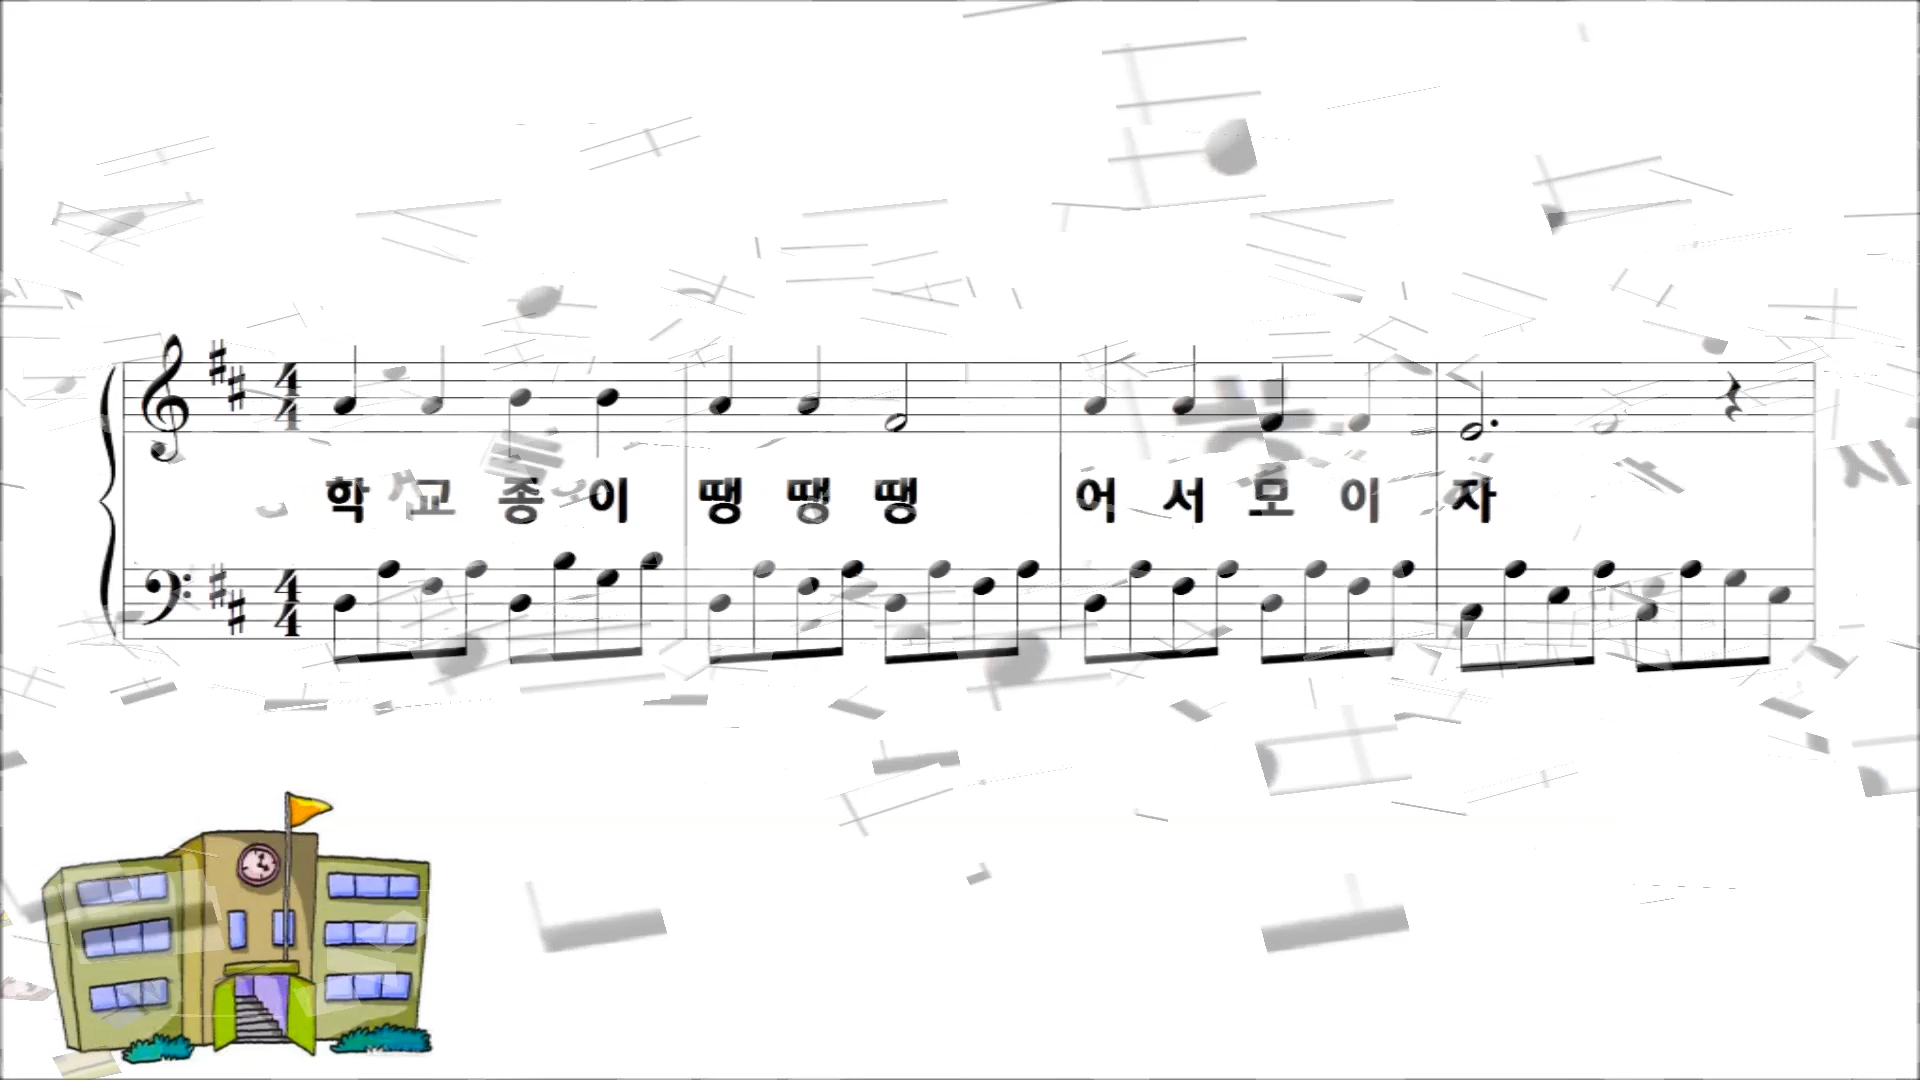 학 교 종 이 땡 땡 땡 어 서 모 이 자